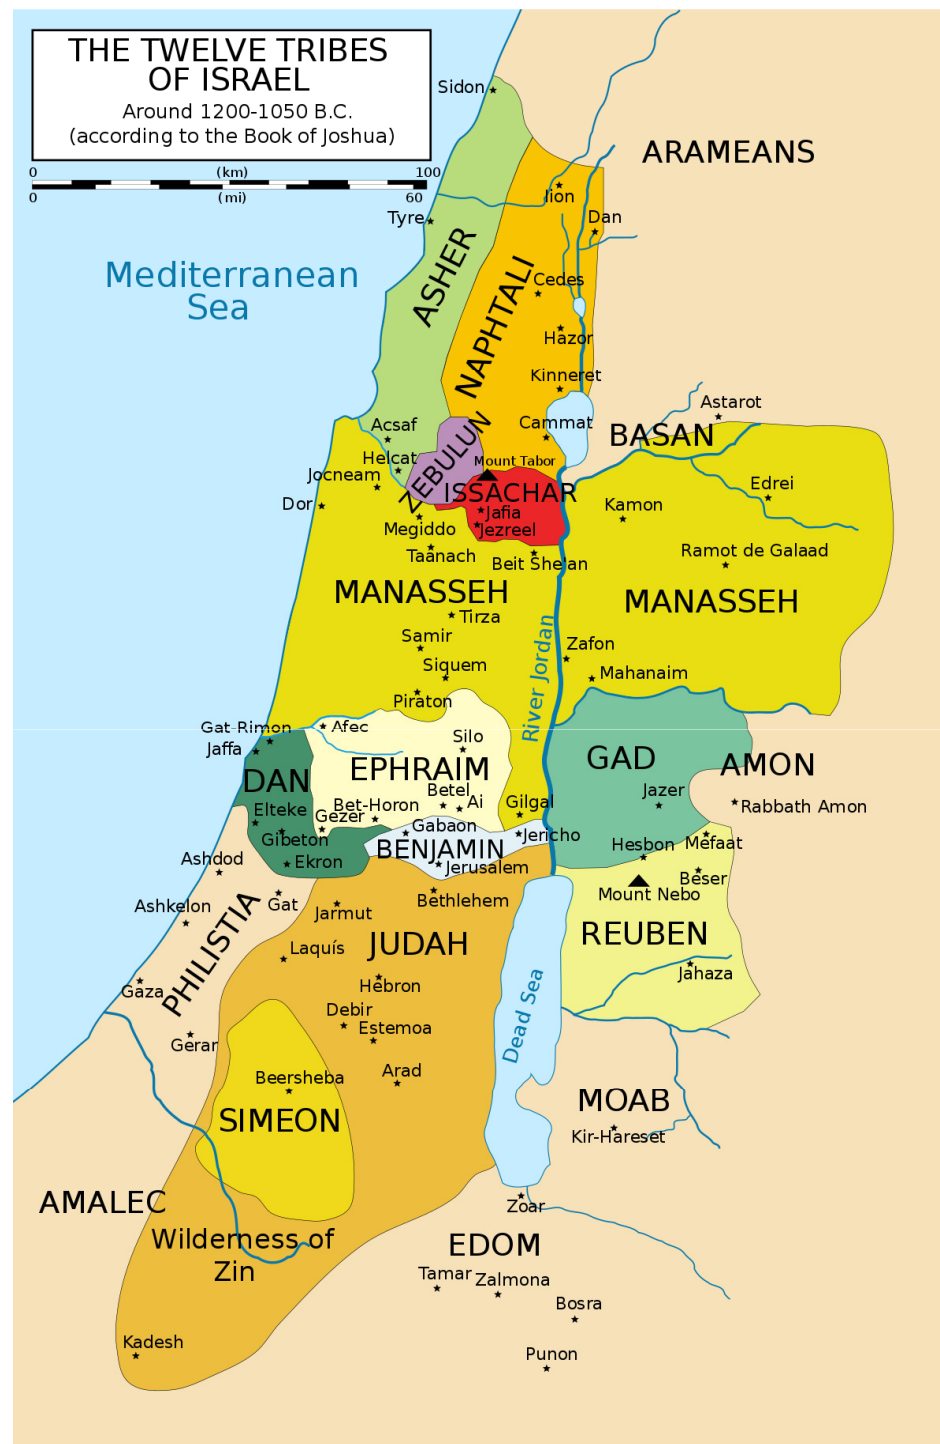 THE TWELVE TRIBES
OF ISRAEL
Around 1200-1050 B.C.
(according to the Book of Joshua)
0 (km) 100
0 (mi) 60
Sidon
ARAMEANS
Iion
Tyre
Dan
ASHER
Mediterranean
Sea
NAPHTALI
Cedes
Hazor
Kinneret
Astarot
Acsaf
Cammat
BASAN
ZEBULUN
Helcat
Mount Tabor
Jocneam
ISSACHAR
Edrei
Dor
Jafia
Kamon
Megiddo
Jezreel
Taänach
Beit Shean
Ramot de Galaad
MANASSEH
MANASSEH
Tirza
Samir
Zafon
Siquem
Mahanaim
River Jordan
Piraton
Gat-Rimon
Afec
Jaffa
Silo
GAD
AMON
DAN
EPHRAIM
Betel
Jazer
Bet-Horon
Ai
Gilgal
Rabbath Amon
Elteke
Gezer
Gabaon
Jericho
Gibeton
BENJAMIN
Hesbon
Mefaat
Ashdod
Ekron
Jerusalem
Beser
Mount Nebo
Ashkelon
Gat
Jarmut
Bethlehem
PHILISTIA
JUDAH
REUBEN
Laquís
Jahaza
Gaza
Hebron
Dead Sea
Debir
Estemoa
Gerar
Arad
Beersheba
MOAB
SIMEON
Kir-Hareset
AMALEC
Zoar
Wilderness of
Zin
EDOM
Tamar
Zalmona
Bosra
Kadesh
Punon